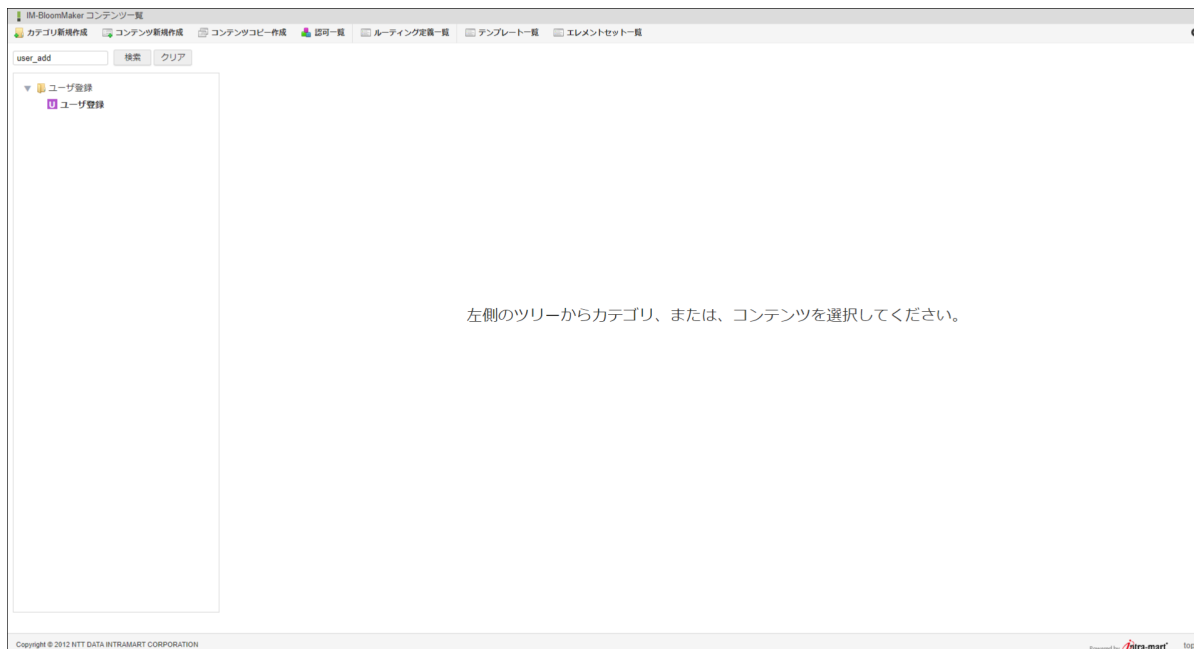 IM-BloomMaker コンテンツ一覧
カテゴリ新規作成 コンテンツ新規作成 コンテンツコピー作成 認可一覧 ルーティング定義一覧 テンプレート一覧 エレメントセット一覧
user_add 検索 クリア
ユーザ登録
U ユーザ登録
左側のツリーからカテゴリ、または、コンテンツを選択してください。
Copyright © 2012 NTT DATA INTRAMART CORPORATION
Powered by intra-mart top